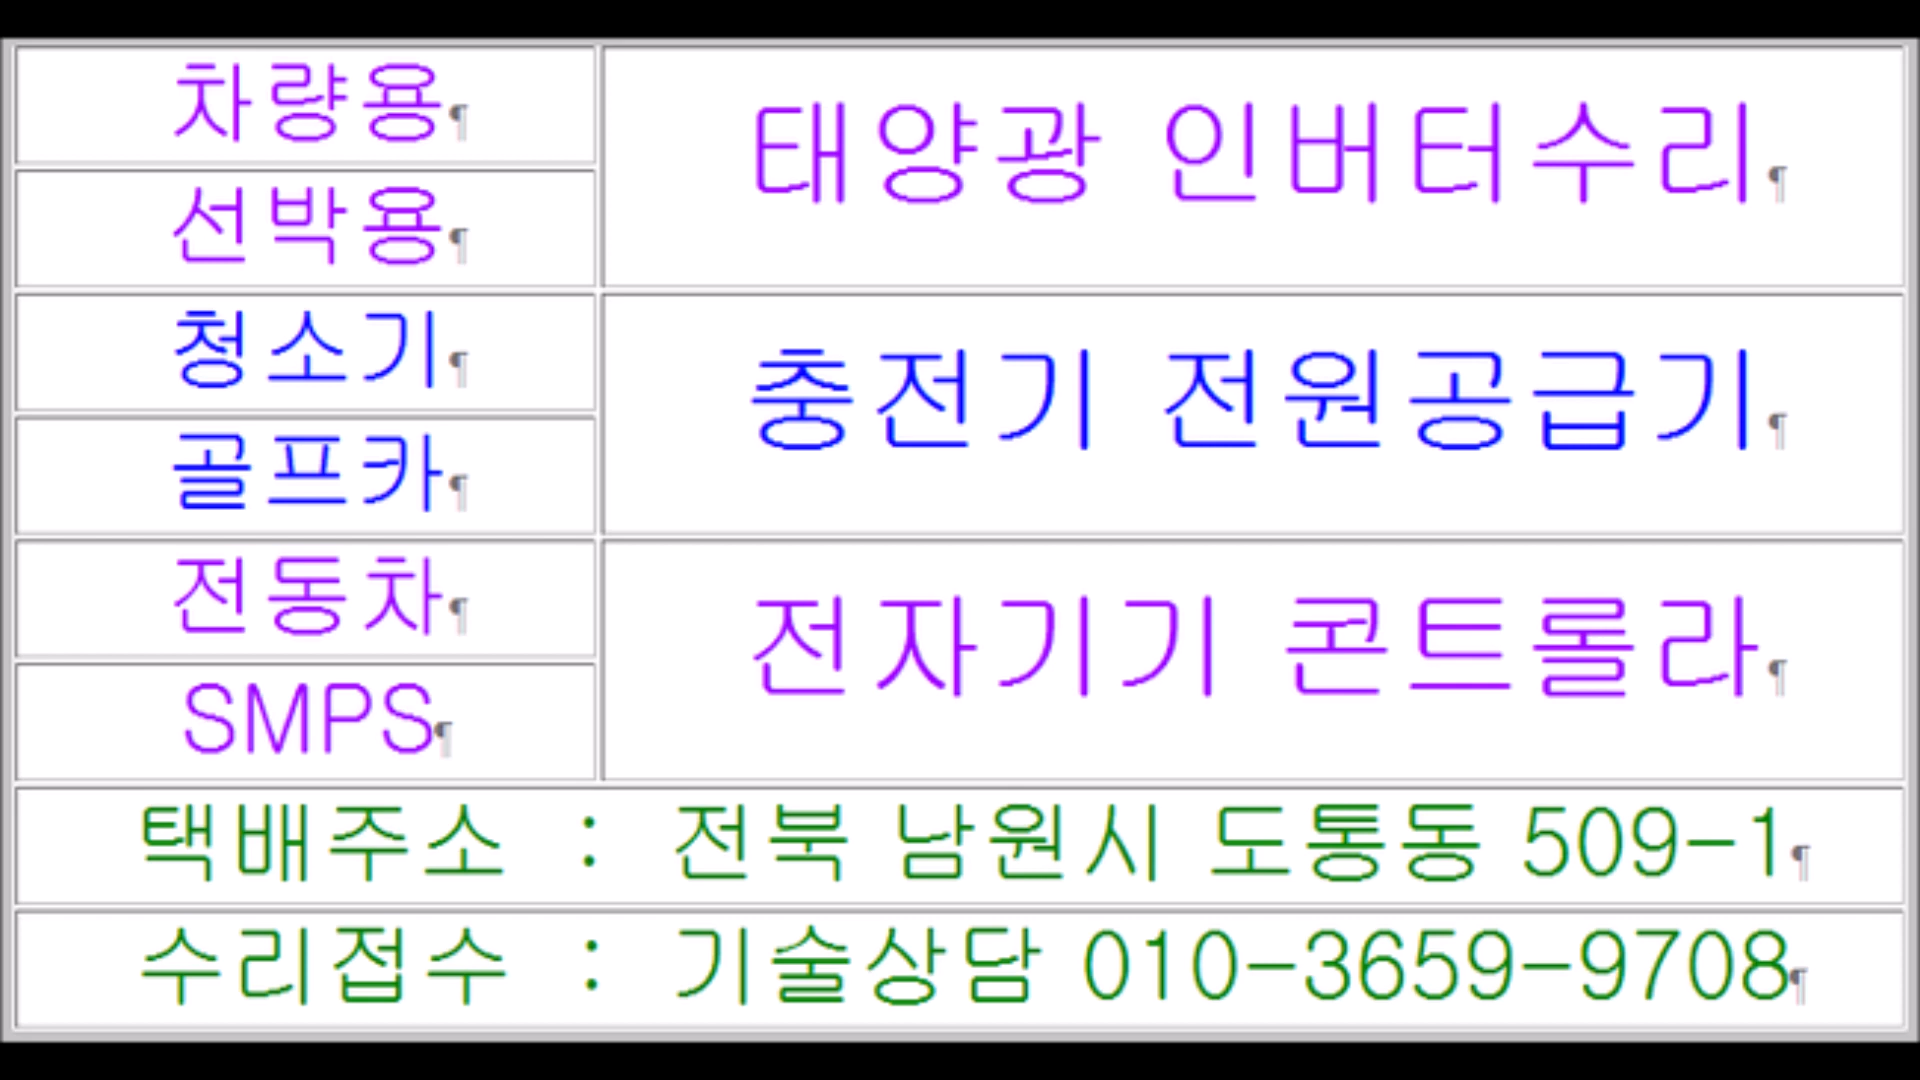 차량용
선박용
태양광 인버터수리
청소기
골프카
충전기 전원공급기
전동차
SMPS
전자기기 콘트롤라
택배주소 : 전북 남원시 도통동 509-1
수리접수 : 기술상담 010-3659-9708